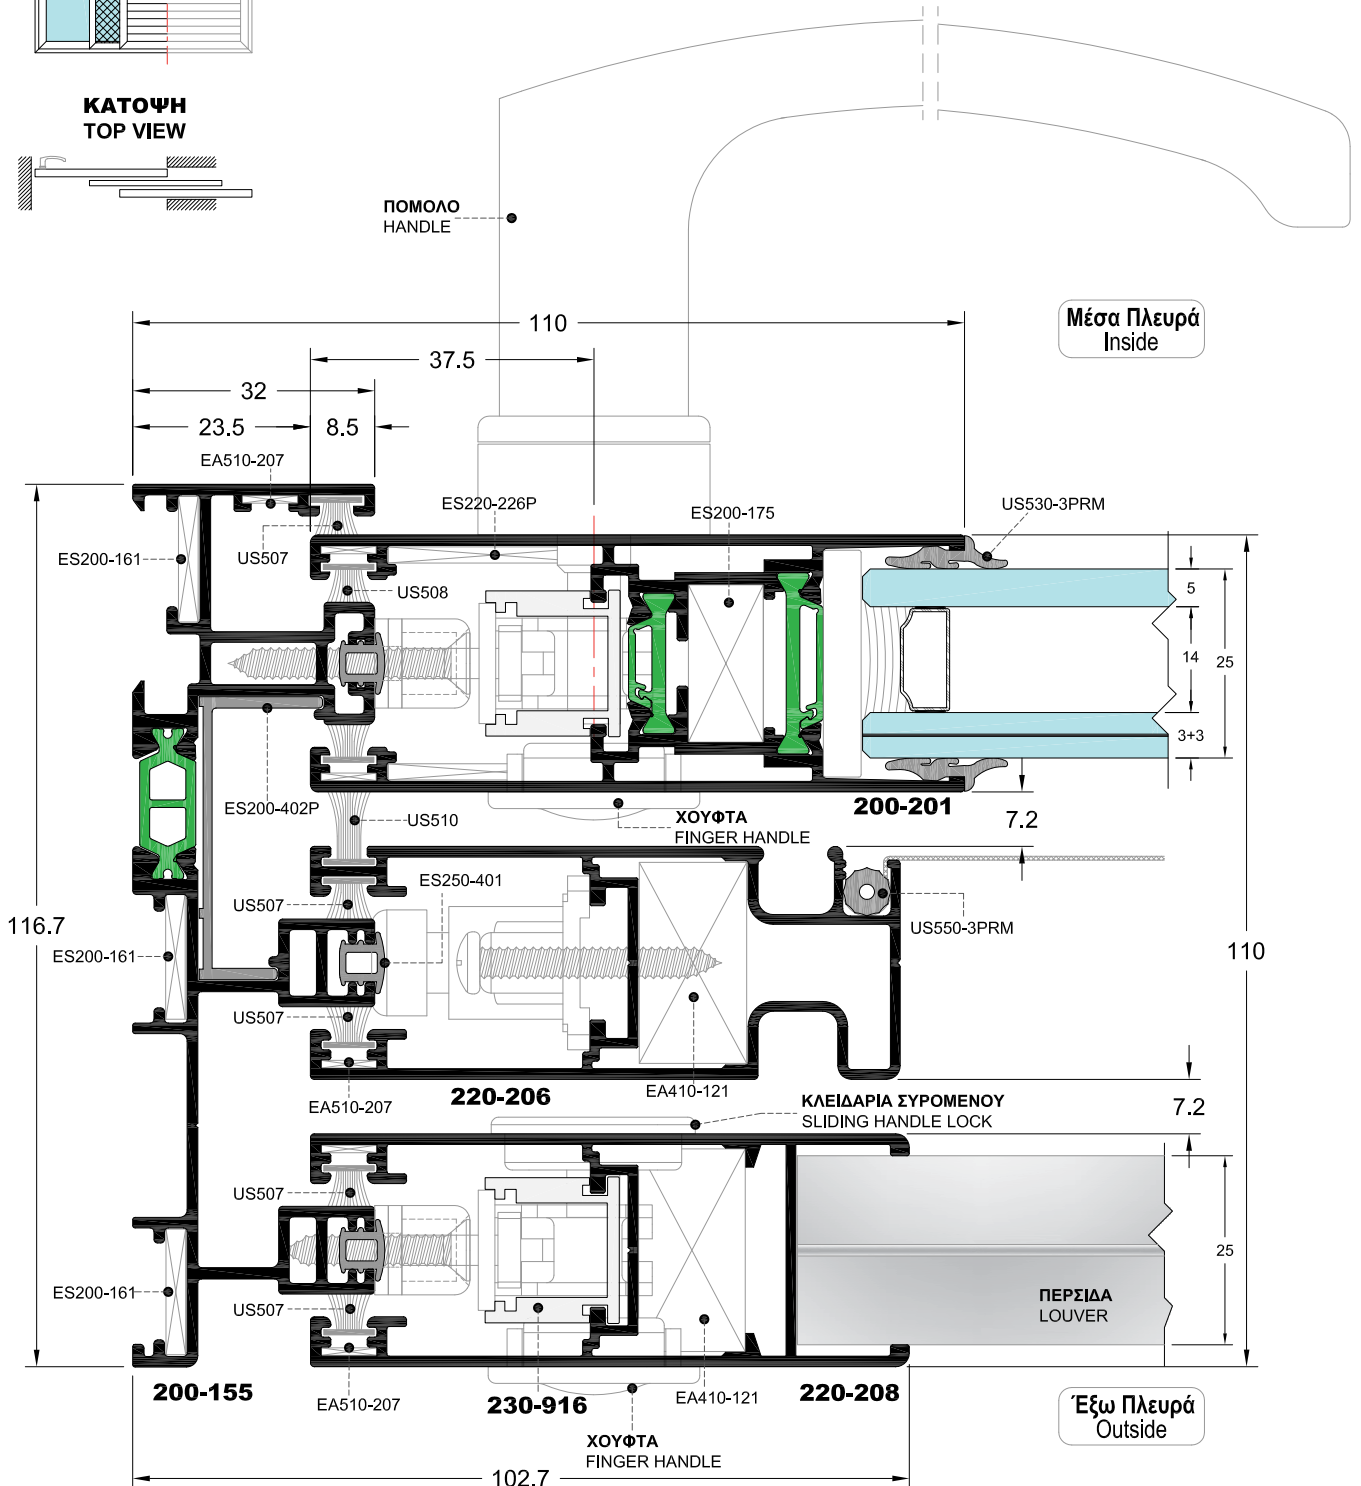 ΚΑΤΟΨΗ
TOP VIEW
ΠΟΜΟΛΟ
HANDLE
Μέσα Πλευρά
Inside
110
37.5
32
23.5
8.5
EA510-207
ES220-226P
ES200-175
US530-3PRM
ES200-161
US507
US508
5
14
25
3+3
ES200-402P
US510
ΧΟΥΦΤΑ
FINGER HANDLE
200-201
7.2
ES250-401
US507
116.7
ES200-161
US550-3PRM
110
US507
EA510-207
220-206
EA410-121
ΚΛΕΙΔΑΡΙΑ ΣΥΡΟΜΕΝΟΥ
SLIDING HANDLE LOCK
7.2
US507
25
ES200-161
US507
ΠΕΡΣΙΔΑ
LOUVER
200-155
EA510-207
230-916
EA410-121
220-208
Έξω Πλευρά
Outside
ΧΟΥΦΤΑ
FINGER HANDLE
102.7